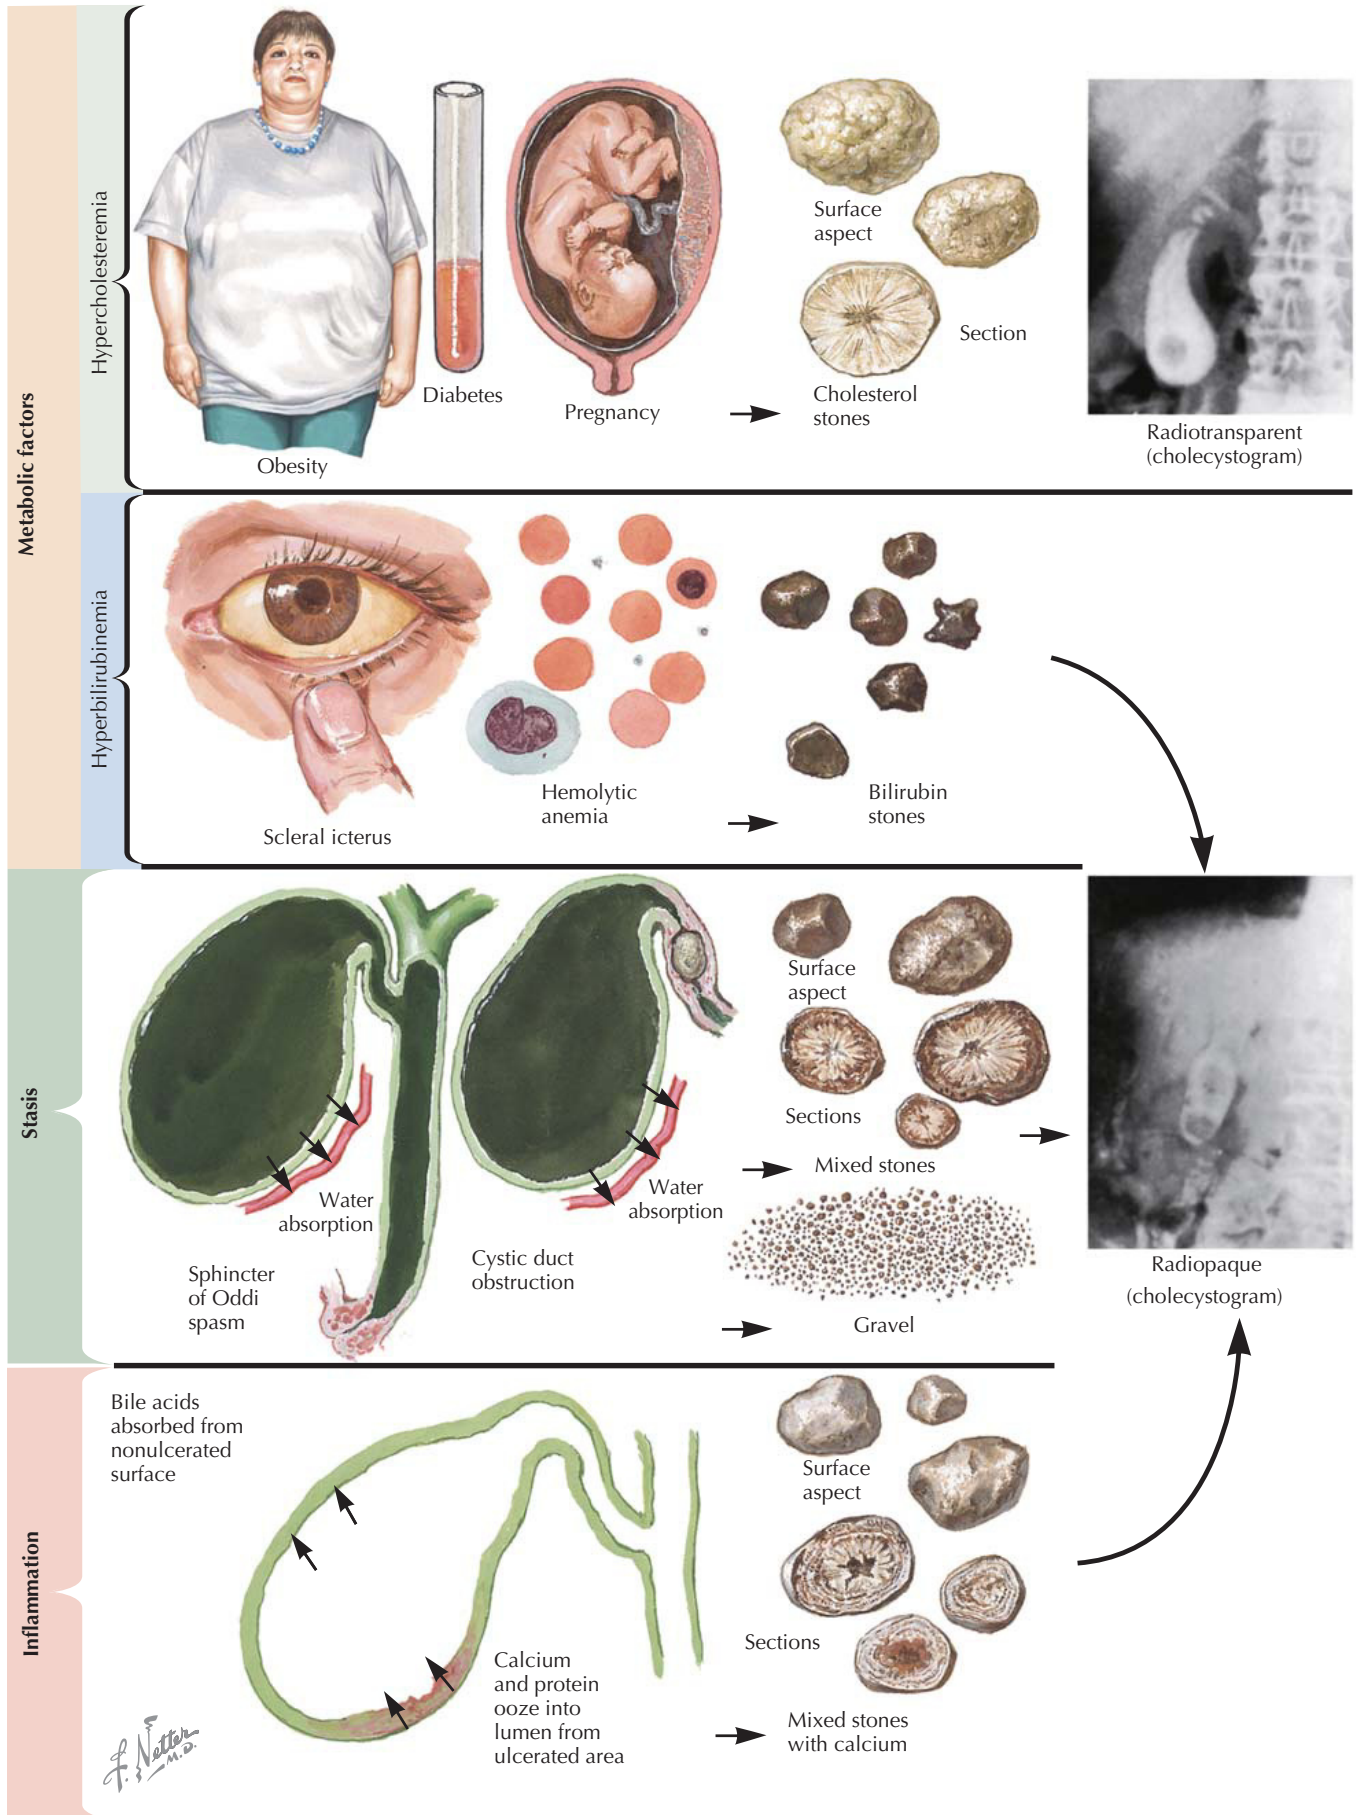 Metabolic factors
Hypercholesteremia
Obesity
Diabetes
Pregnancy
Surface
aspect
Section
Cholesterol
stones
Radiotransparent
(cholecystogram)
Hyperbilirubinemia
Scleral icterus
Hemolytic
anemia
Bilirubin
stones
Stasis
Water
absorption
Sphincter
of Oddi
spasm
Water
absorption
Cystic duct
obstruction
Surface
aspect
Sections
Mixed stones
Gravel
Radiopaque
(cholecystogram)
Inflammation
Bile acids
absorbed from
nonulcerated
surface
Calcium
and protein
ooze into
lumen from
ulcerated area
Surface
aspect
Sections
Mixed stones
with calcium
F. Netter
M.D.